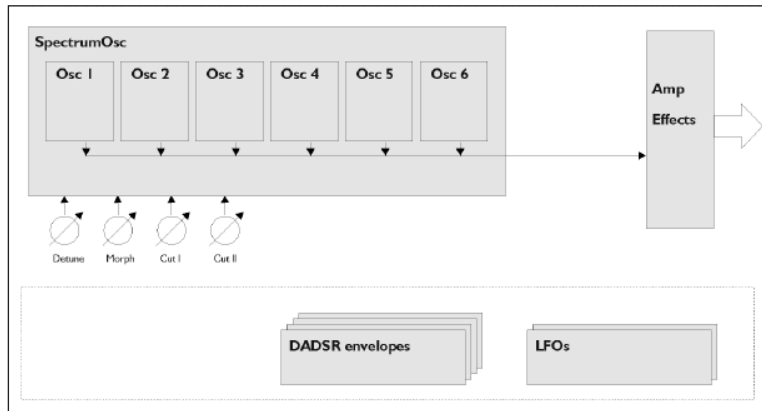 SpectrumOsc
Osc 1 Osc 2 Osc 3 Osc 4 Osc 5 Osc 6
Amp
Effects
Detune Morph Cut I Cut II
DADSR envelopes LFOs